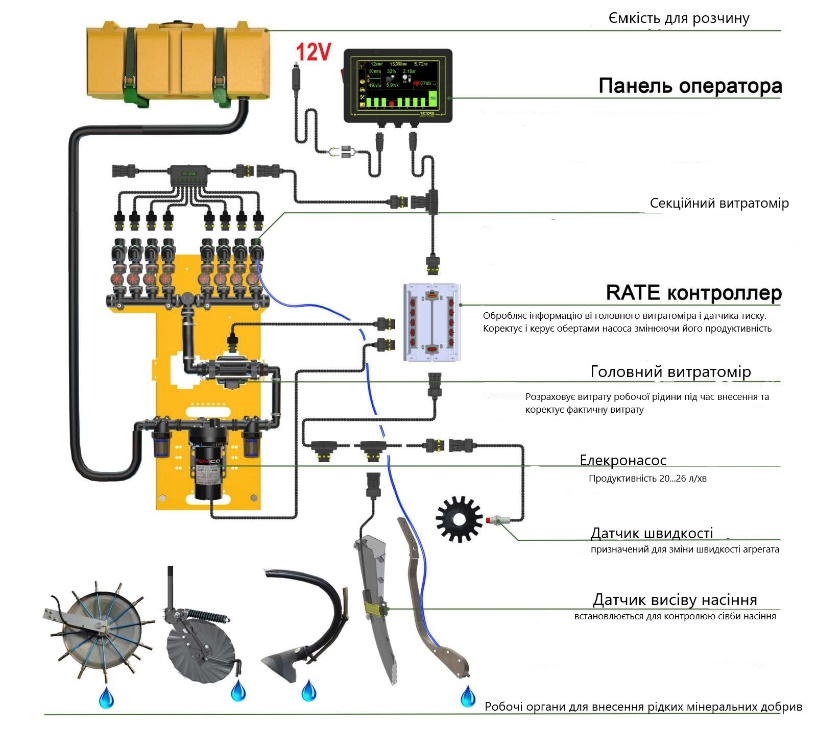 Ємкість для розчину
12V
Панель оператора
Секційний витратомір
RATE контроллер
Обробляє інформацію ві головного витратоміра і датчика тиску.
Коректує і керує обертами насоса змінюючи його продуктивність
Головний витратомір
Розраховує витрату робочої рідини під час внесення та
коректує фактичну витрату
Елекронасос
Продуктивність 20...26 л/хв
Датчик швидкості
призначений для зміни швидкості агрегата
Датчик висіву насіння
встановлюється для контролюю сівби насіння
Робочі органи для внесення рідких мінеральних добрив